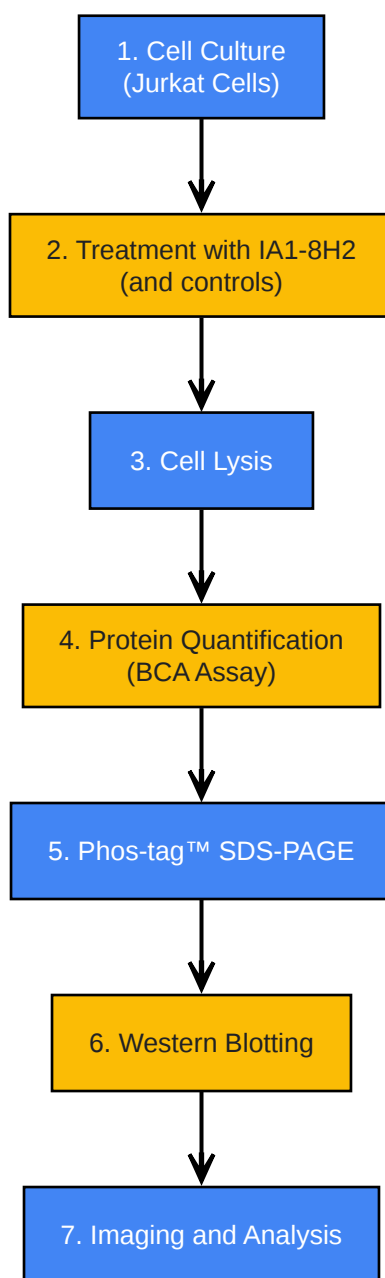 1. Cell Culture
(Jurkat Cells)
2. Treatment with IA1-8H2
(and controls)
3. Cell Lysis
4. Protein Quantification
(BCA Assay)
5. Phos-tag™ SDS-PAGE
6. Western Blotting
7. Imaging and Analysis